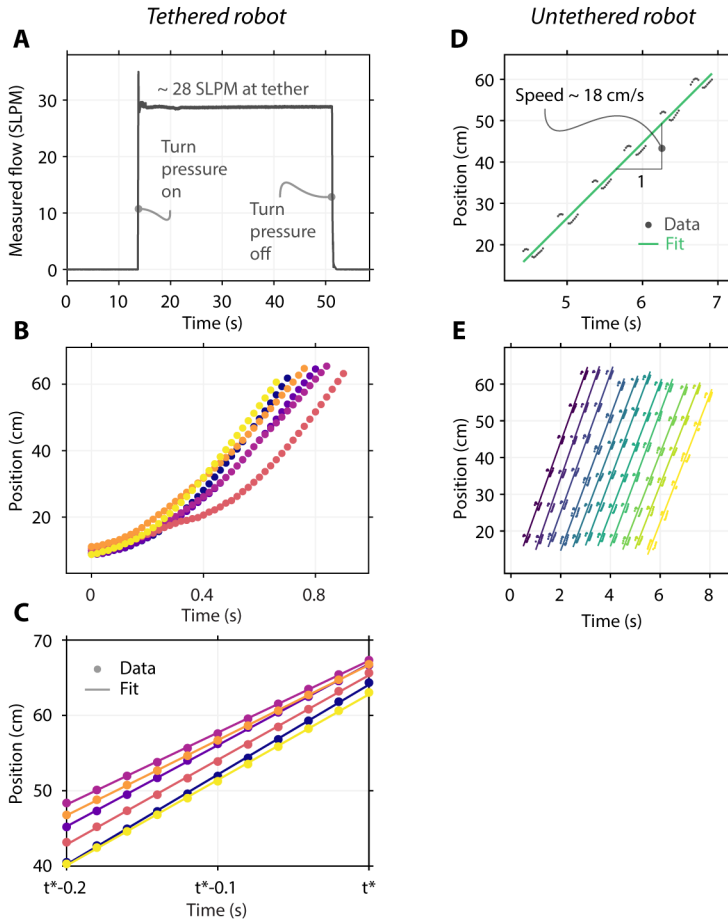 Tethered robot
Untethered robot
A
Measured flow (SLPM)
30
20
10
0
~ 28 SLPM at tether
Turn
pressure
on
Turn
pressure
off
0
10
20
30
40
50
Time (s)
D
Position (cm)
60
50
40
30
20
Speed ~ 18 cm/s
1
Data
Fit
5
6
7
Time (s)
B
Position (cm)
60
40
20
0
0.4
0.8
Time (s)
E
Position (cm)
60
50
40
30
20
0
2
4
6
8
Time (s)
C
Position (cm)
70
60
50
40
Data
Fit
t*-0.2
t*-0.1
t*
Time (s)